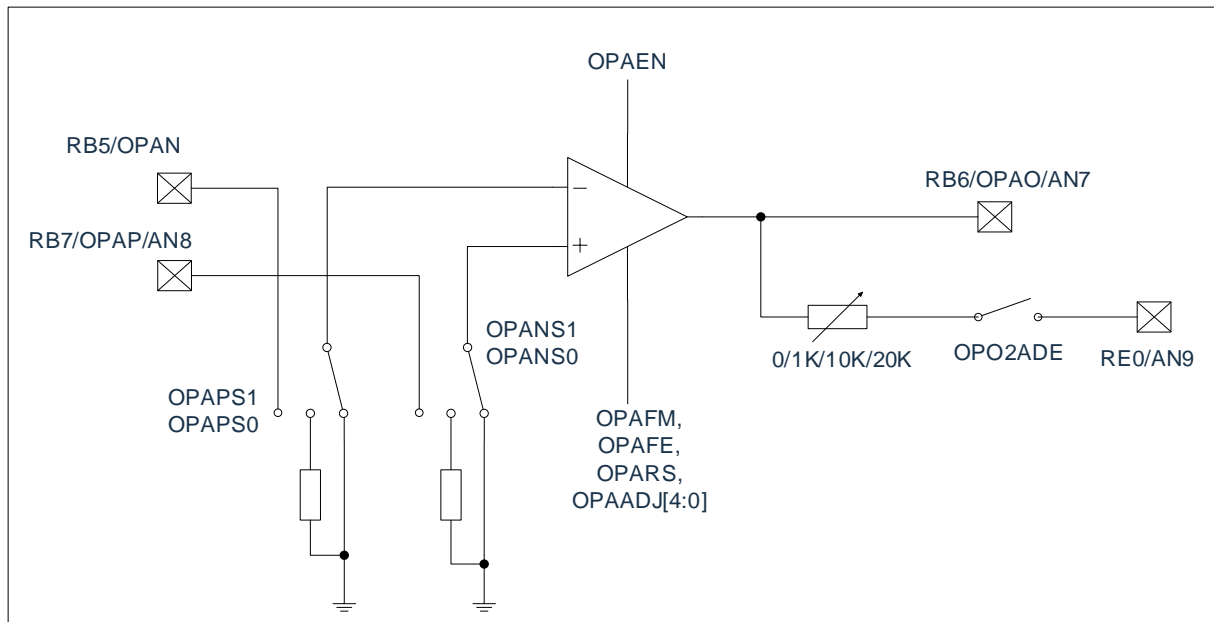 OPAEN
RB5/OPAN
RB6/OPAO/AN7
RB7/OPAP/AN8
−
+
OPANS1
OPANS0
0/1K/10K/20K
OPO2ADE
RE0/AN9
OPAPS1
OPAPS0
OPAFM,
OPAFE,
OPARS,
OPAADJ[4:0]